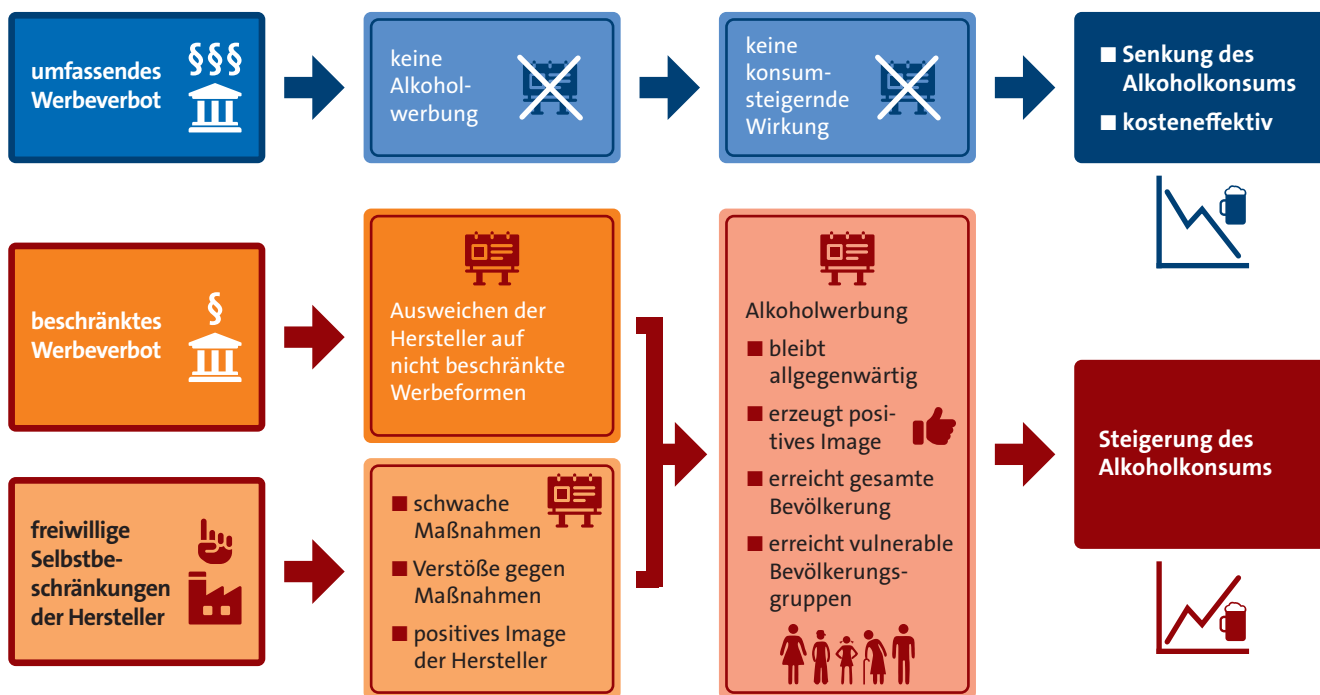 umfassendes
Werbeverbot
§§§
keine
Alkohol-
werbung
keine
konsum-
steigernde
Wirkung
■ Senkung des
Alkoholkonsums
■ kosteneffektiv
beschränktes
Werbeverbot
§
Ausweichen der
Hersteller auf
nicht beschränkte
Werbeformen
freiwillige
Selbstbe-
schränkungen
der Hersteller
■ schwache
Maßnahmen
■ Verstöße gegen
Maßnahmen
■ positives Image
der Hersteller
Alkoholwerbung
■ bleibt
allgegenwärtig
■ erzeugt posi-
tives Image
■ erreicht gesamte
Bevölkerung
■ erreicht vulnerable
Bevölkerungs-
gruppen
Steigerung des
Alkoholkonsums